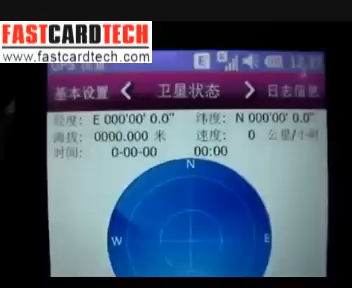 FASTCARDTECH
www.fastcardtech.com
基本设置 卫星状态 日志信息
经度: E 000'00' 0.0" 纬度: N 000'00' 0.0"
海拔: 0000.000 米 速度: 0 公里/小时
时间: 0-00-00 00:00
N
W E